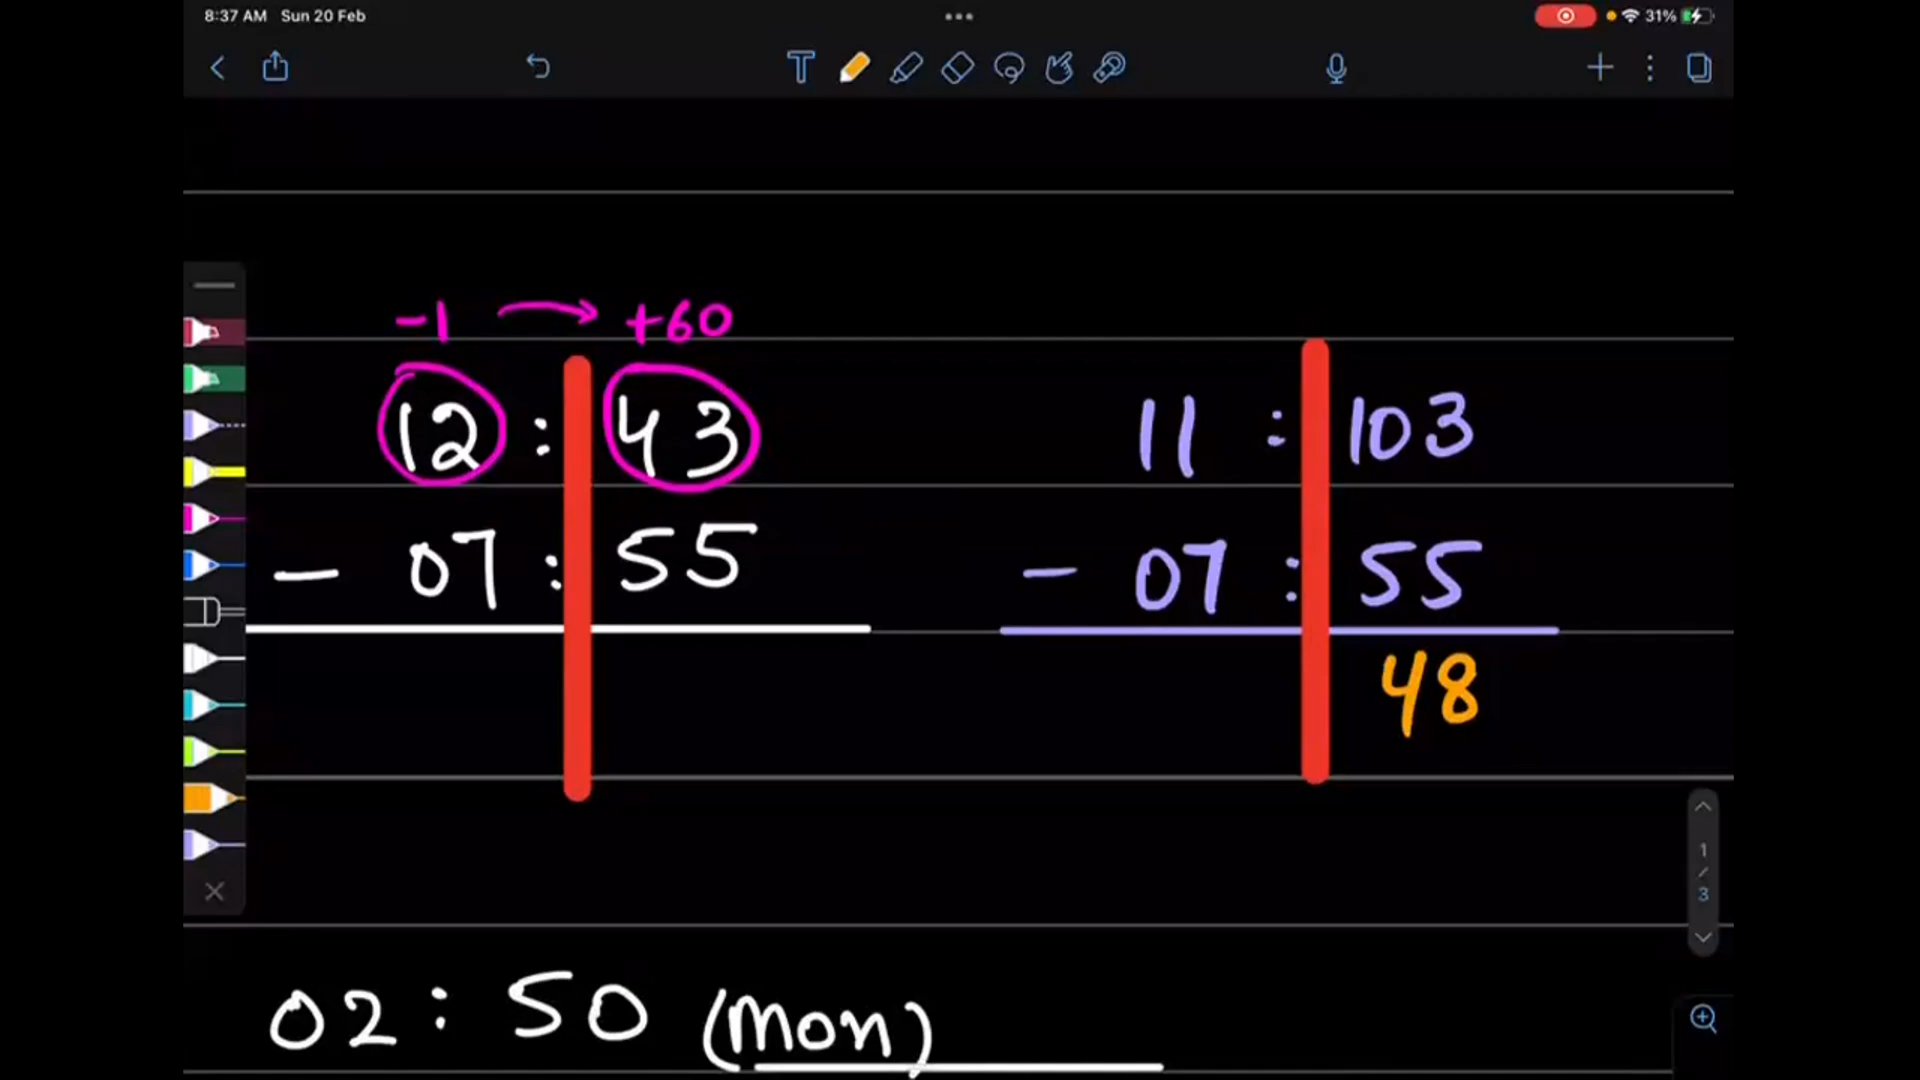 8:37 AM Sun 20 Feb
31%
T
-1 → +60
12 : 43
11 : 103
- 07 : 55
- 07 : 55
48
1
/
3
02 : 50 (Mon)